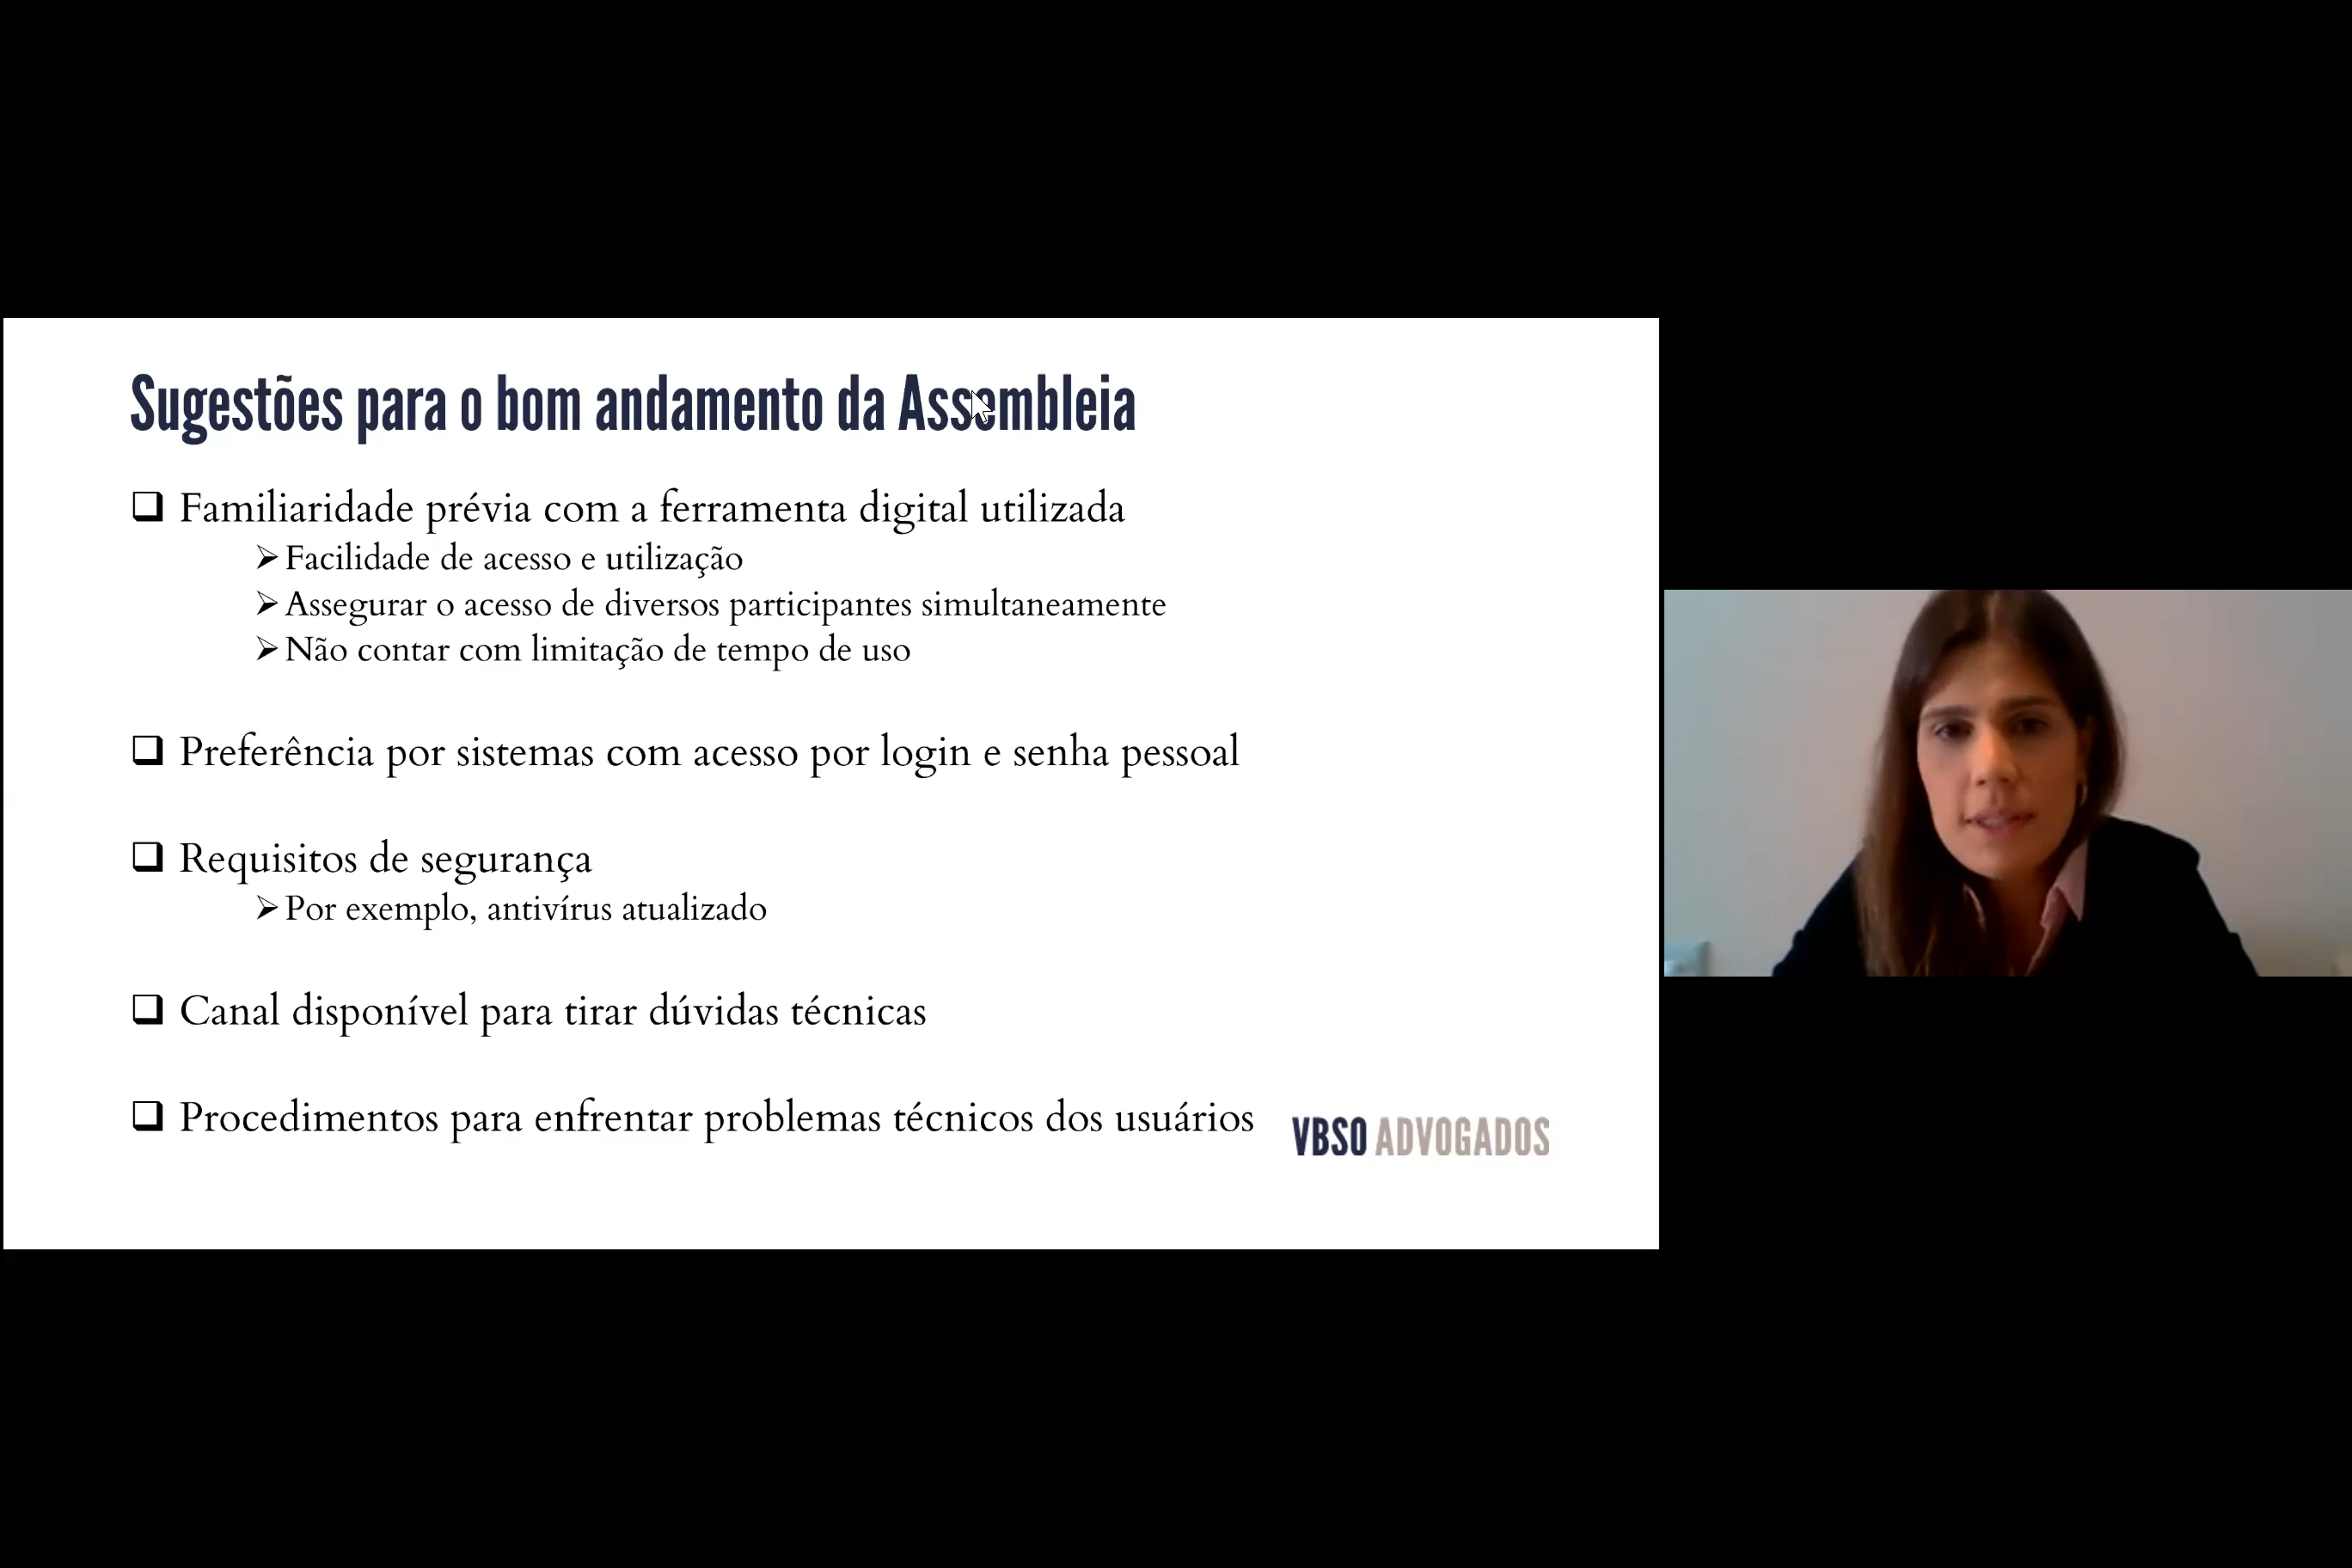 Sugestões para o bom andamento da Assembleia
Familiaridade prévia com a ferramenta digital utilizada
Facilidade de acesso e utilização
Assegurar o acesso de diversos participantes simultaneamente
Não contar com limitação de tempo de uso
Preferência por sistemas com acesso por login e senha pessoal
Requisitos de segurança
Por exemplo, antivírus atualizado
Canal disponível para tirar dúvidas técnicas
Procedimentos para enfrentar problemas técnicos dos usuários
VBSO ADVOGADOS